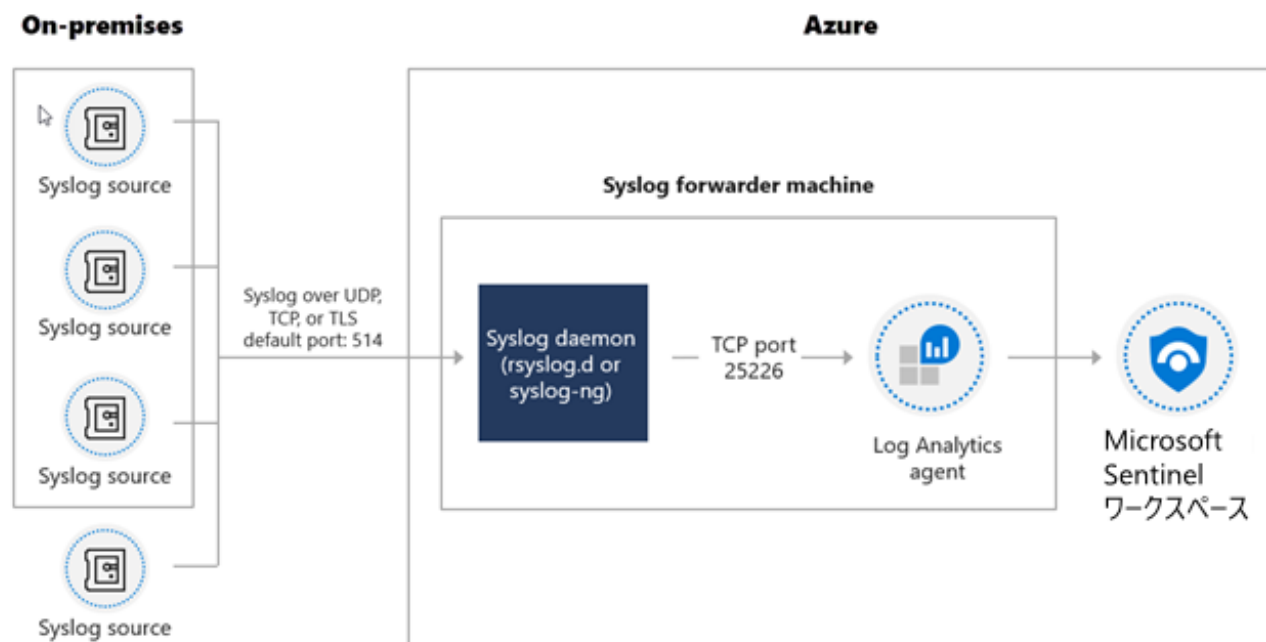 On-premises
Azure
Syslog source
Syslog source
Syslog source
Syslog source
Syslog over UDP,
TCP, or TLS
default port: 514
Syslog forwarder machine
Syslog daemon
(rsyslog.d or
syslog-ng)
TCP port
25226
Log Analytics
agent
Microsoft
Sentinel
ワークスペース